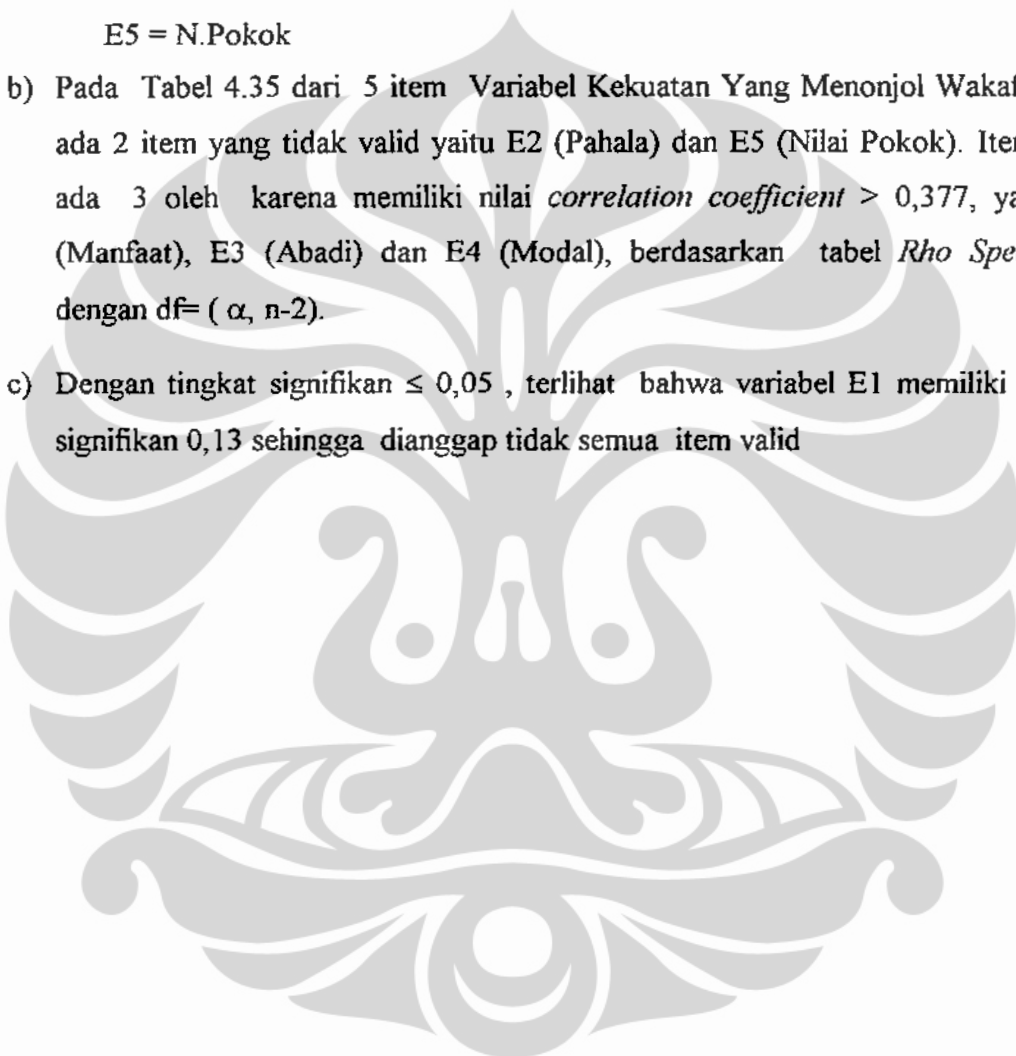 E5 = N.Pokok
b) Pada Tabel 4.35 dari 5 item Variabel Kekuatan Yang Menonjol Wakaf
ada 2 item yang tidak valid yaitu E2 (Pahala) dan E5 (Nilai Pokok). Iter
ada 3 oleh karena memiliki nilai correlation coefficient > 0,377, ya
(Manfaat), E3 (Abadi) dan E4 (Modal), berdasarkan tabel Rho Spe
dengan df= ( α, n-2).
c) Dengan tingkat signifikan ≤ 0,05 , terlihat bahwa variabel E1 memiliki
signifikan 0,13 sehingga dianggap tidak semua item valid